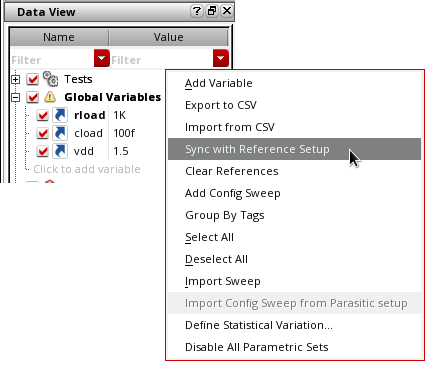 Data View
Name Value
Filter Filter
Tests
Global Variables
rload 1K
cload 100f
vdd 1.5
Click to add variable
Add Variable
Export to CSV
Import from CSV
Sync with Reference Setup
Clear References
Add Config Sweep
Group By Tags
Select All
Deselect All
Import Sweep
Import Config Sweep from Parasitic setup
Define Statistical Variation...
Disable All Parametric Sets